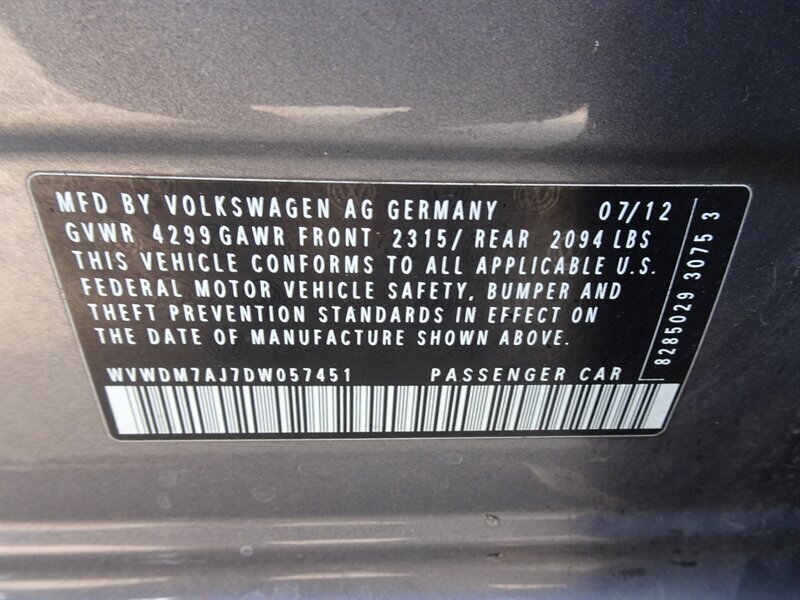 MFD BY VOLKSWAGEN AG GERMANY 07/12
GVWR 4299 GAWR FRONT 2315/ REAR 2094 LBS
THIS VEHICLE CONFORMS TO ALL APPLICABLE U.S.
FEDERAL MOTOR VEHICLE SAFETY, BUMPER AND
THEFT PREVENTION STANDARDS IN EFFECT ON
THE DATE OF MANUFACTURE SHOWN ABOVE.
WVWDM7AJ7DW057451 PASSENGER CAR
8285029 3075 3